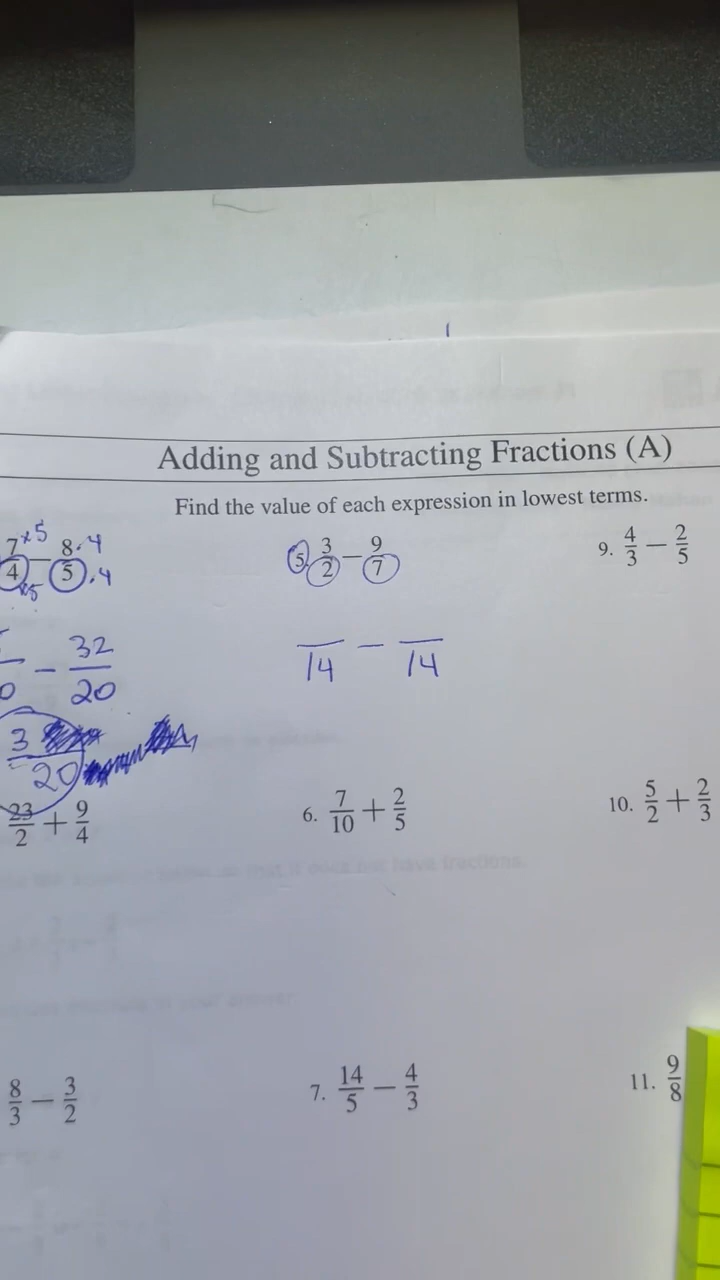 Adding and Subtracting Fractions (A)
Find the value of each expression in lowest terms.
7/4 ×5 ×5 − 8/5 · 4 · 4
− 32/20
3/20
23/2 + 9/4
8/3 − 3/2
5. 3/2 − 9/7
/14 − /14
6. 7/10 + 2/5
7. 14/5 − 4/3
9. 4/3 − 2/5
10. 5/2 + 2/3
11. 9/8